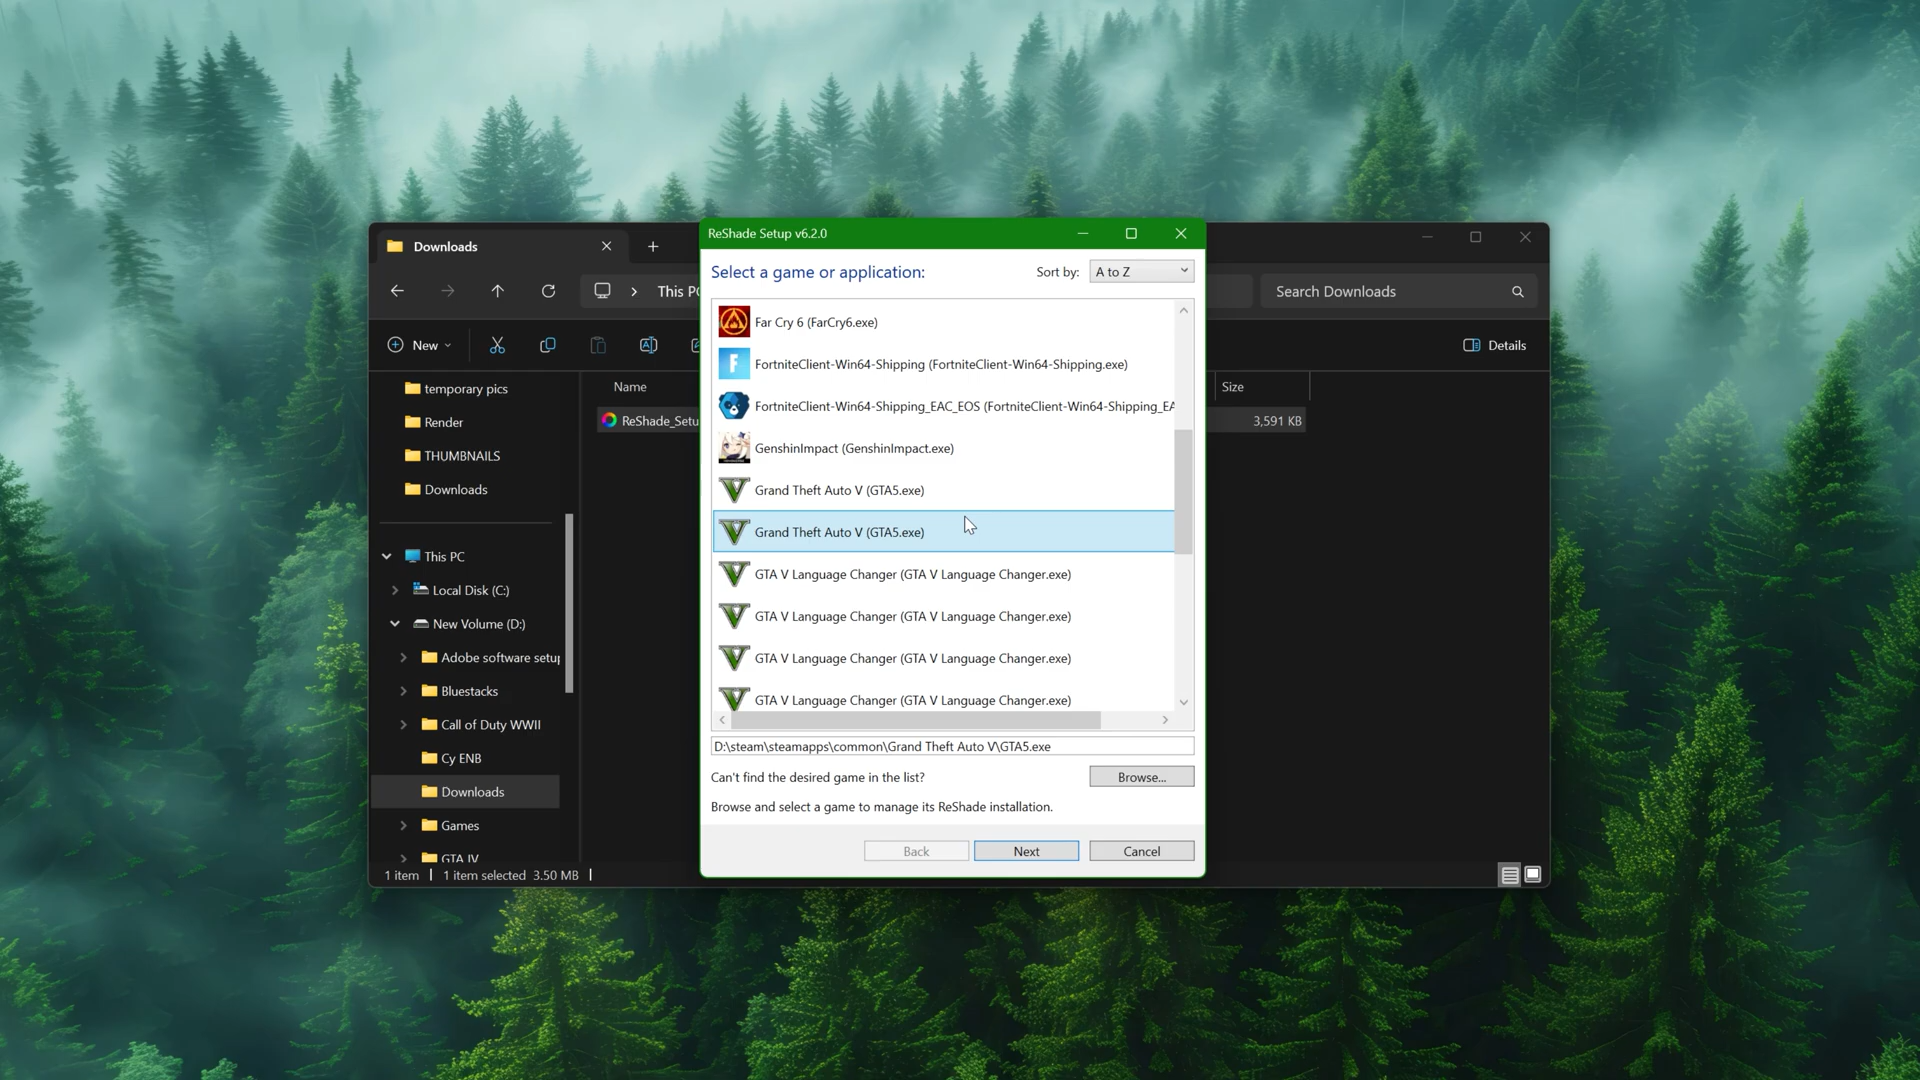 Downloads
This PC
Search Downloads
New
Details
temporary pics
Render
THUMBNAILS
Downloads
This PC
Local Disk (C:)
New Volume (D:)
Adobe software setup
Bluestacks
Call of Duty WWII
Cy ENB
Downloads
Games
GTA IV
Name
Size
ReShade_Setu
3,591 KB
1 item
1 item selected 3.50 MB
ReShade Setup v6.2.0
Select a game or application:
Sort by:
A to Z
Far Cry 6 (FarCry6.exe)
F
FortniteClient-Win64-Shipping (FortniteClient-Win64-Shipping.exe)
FortniteClient-Win64-Shipping_EAC_EOS (FortniteClient-Win64-Shipping_EA
GenshinImpact (GenshinImpact.exe)
Grand Theft Auto V (GTA5.exe)
Grand Theft Auto V (GTA5.exe)
GTA V Language Changer (GTA V Language Changer.exe)
GTA V Language Changer (GTA V Language Changer.exe)
GTA V Language Changer (GTA V Language Changer.exe)
GTA V Language Changer (GTA V Language Changer.exe)
D:\steam\steamapps\common\Grand Theft Auto V\GTA5.exe
Can't find the desired game in the list?
Browse...
Browse and select a game to manage its ReShade installation.
Back
Next
Cancel